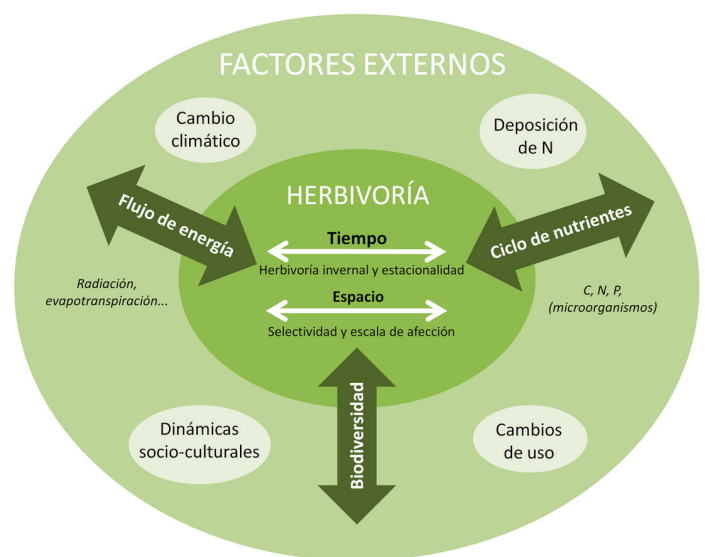 FACTORES EXTERNOS
Cambio
climático
Deposición
de N
HERBIVORÍA
Flujo de energía
Ciclo de nutrientes
Tiempo
Herbivoría invernal y estacionalidad
Espacio
Selectividad y escala de afección
Radiación,
evapotranspiración...
C, N, P,
(microorganismos)
Biodiversidad
Dinámicas
socio-culturales
Cambios
de uso